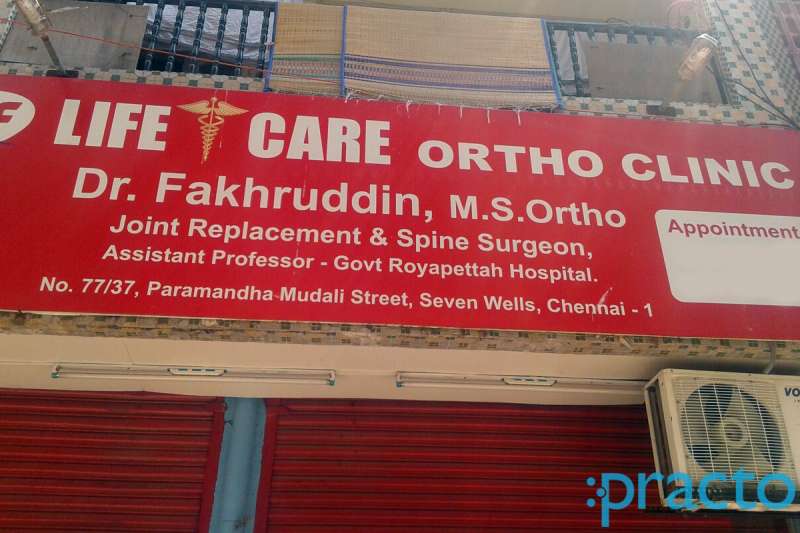 LIFE CARE ORTHO CLINIC
Dr. Fakhruddin, M.S.Ortho
Joint Replacement & Spine Surgeon,
Assistant Professor - Govt Royapettah Hospital.
No. 77/37, Paramandha Mudali Street, Seven Wells, Chennai - 1
Appointment
practo